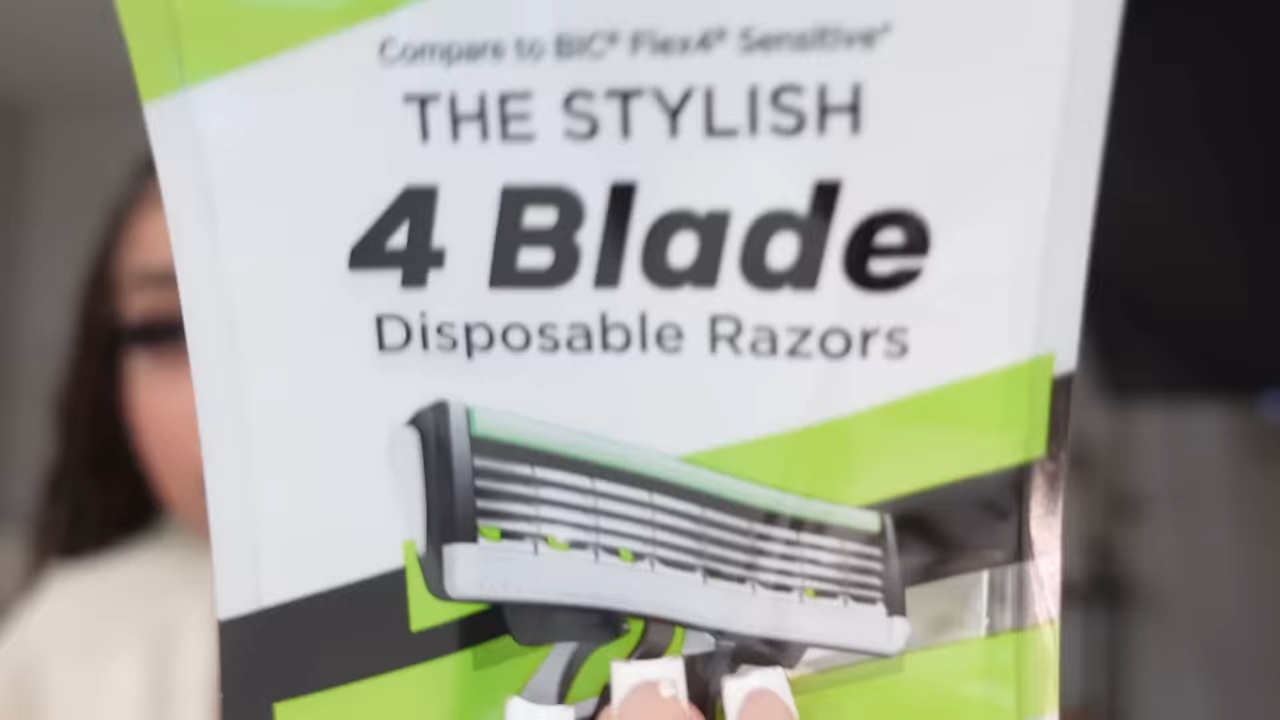 Compare to BIC® Flex4® Sensitive*
THE STYLISH
4 Blade
Disposable Razors